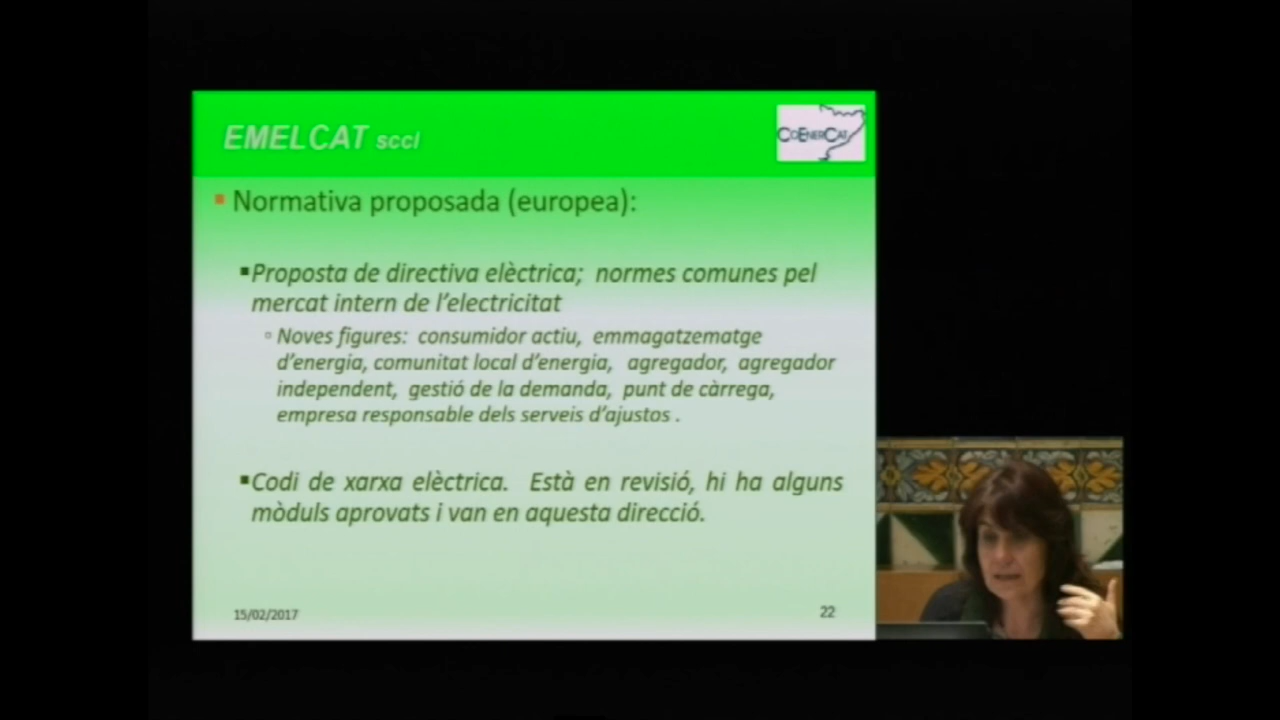 EMELCAT sccl
COENERCAT
▪ Normativa proposada (europea):
▪Proposta de directiva elèctrica; normes comunes pel
mercat intern de l'electricitat
▫ Noves figures: consumidor actiu, emmagatzematge
d'energia, comunitat local d'energia, agregador, agregador
independent, gestió de la demanda, punt de càrrega,
empresa responsable dels serveis d'ajustos .
▪Codi de xarxa elèctrica. Està en revisió, hi ha alguns
mòduls aprovats i van en aquesta direcció.
15/02/2017
22